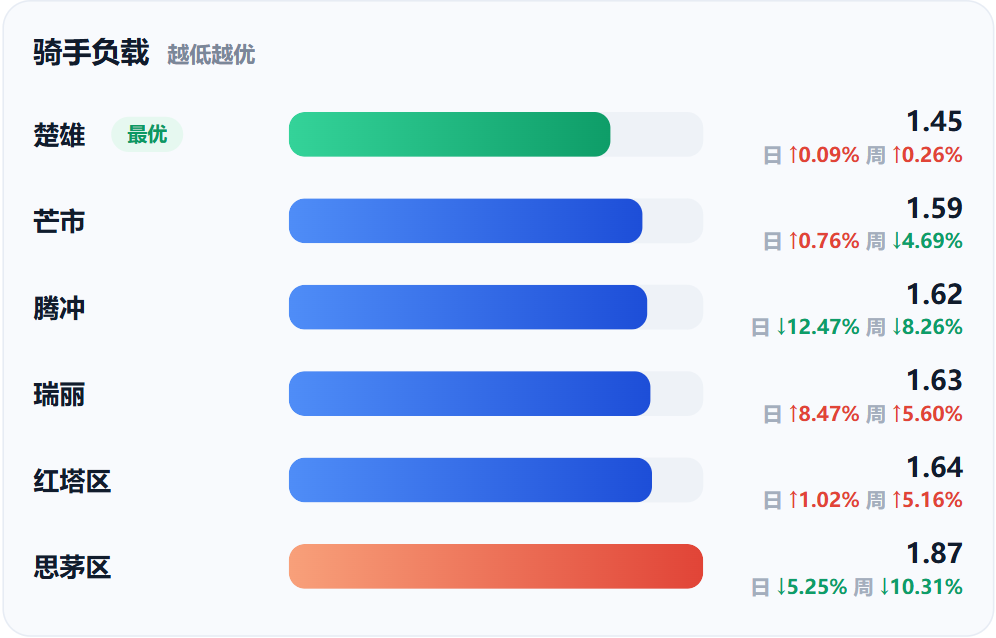 骑手负载 越低越优
楚雄 最优 1.45
日 ↑0.09% 周 ↑0.26%
芒市 1.59
日 ↑0.76% 周 ↓4.69%
腾冲 1.62
日 ↓12.47% 周 ↓8.26%
瑞丽 1.63
日 ↑8.47% 周 ↑5.60%
红塔区 1.64
日 ↑1.02% 周 ↑5.16%
思茅区 1.87
日 ↓5.25% 周 ↓10.31%